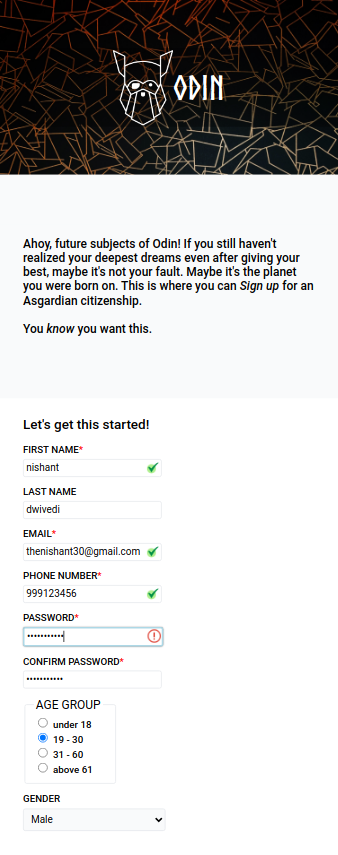 ODIN
Ahoy, future subjects of Odin! If you still haven't
realized your deepest dreams even after giving your
best, maybe it's not your fault. Maybe it's the planet
you were born on. This is where you can Sign up for an
Asgardian citizenship.
You know you want this.
Let's get this started!
FIRST NAME*
nishant
LAST NAME
dwivedi
EMAIL*
thenishant30@gmail.com
PHONE NUMBER*
999123456
PASSWORD*
••••••••••
CONFIRM PASSWORD*
••••••••••
AGE GROUP
under 18
19 - 30
31 - 60
above 61
GENDER
Male